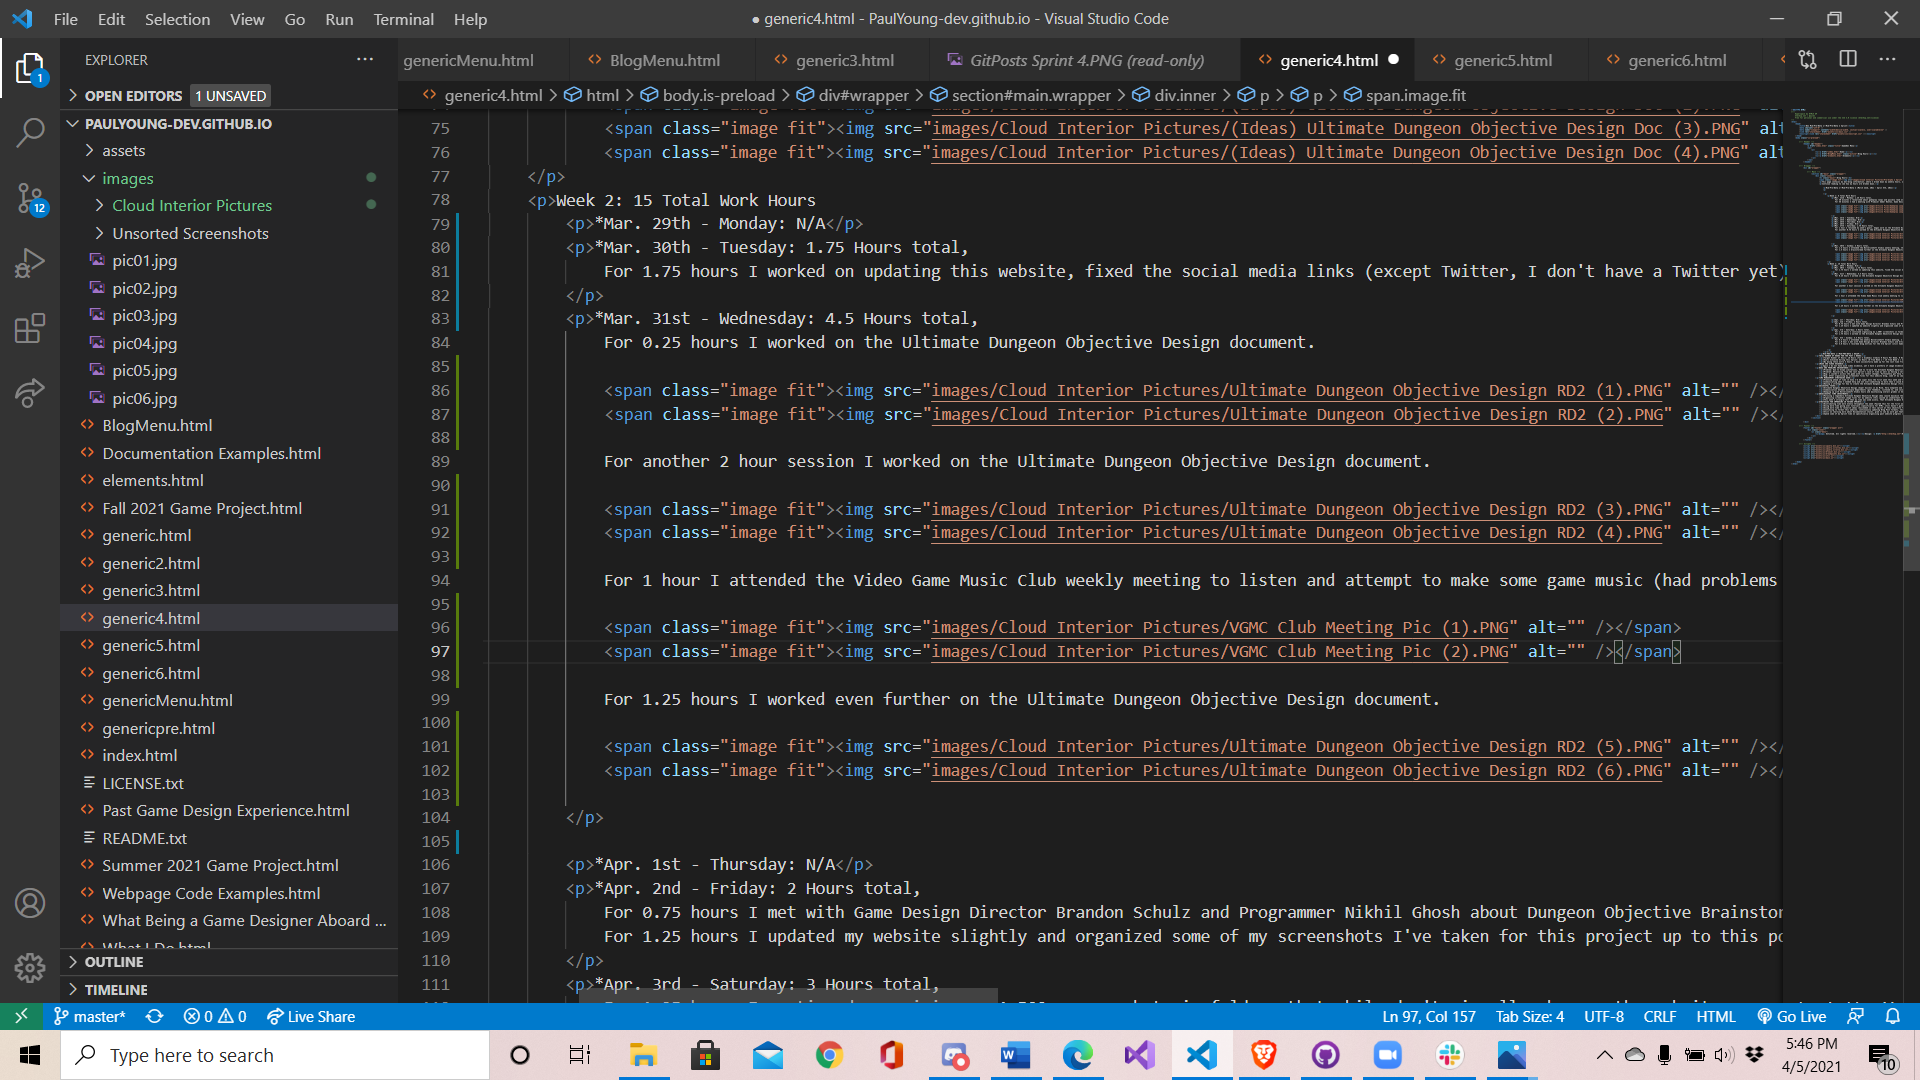 File Edit Selection View Go Run Terminal Help
● generic4.html - PaulYoung-dev.github.io - Visual Studio Code
EXPLORER
genericMenu.html BlogMenu.html generic3.html GitPosts Sprint 4.PNG (read-only) generic4.html generic5.html generic6.html
OPEN EDITORS 1 UNSAVED
generic4.html > html > body.is-preload > div#wrapper > section#main.wrapper > div.inner > p > p > span.image.fit
PAULYOUNG-DEV.GITHUB.IO
assets
images
Cloud Interior Pictures
Unsorted Screenshots
pic01.jpg
pic02.jpg
pic03.jpg
pic04.jpg
pic05.jpg
pic06.jpg
BlogMenu.html
Documentation Examples.html
elements.html
Fall 2021 Game Project.html
generic.html
generic2.html
generic3.html
generic4.html
generic5.html
generic6.html
genericMenu.html
genericpre.html
index.html
LICENSE.txt
Past Game Design Experience.html
README.txt
Summer 2021 Game Project.html
Webpage Code Examples.html
What Being a Game Designer Aboard ...
What I Do.html
OUTLINE
TIMELINE
1
12
75 <span class="image fit"><img src="images/Cloud Interior Pictures/(Ideas) Ultimate Dungeon Objective Design Doc (3).PNG" alt
76 <span class="image fit"><img src="images/Cloud Interior Pictures/(Ideas) Ultimate Dungeon Objective Design Doc (4).PNG" alt
77 </p>
78 <p>Week 2: 15 Total Work Hours
79 <p>*Mar. 29th - Monday: N/A</p>
80 <p>*Mar. 30th - Tuesday: 1.75 Hours total,
81 For 1.75 hours I worked on updating this website, fixed the social media links (except Twitter, I don't have a Twitter yet)
82 </p>
83 <p>*Mar. 31st - Wednesday: 4.5 Hours total,
84 For 0.25 hours I worked on the Ultimate Dungeon Objective Design document.
85
86 <span class="image fit"><img src="images/Cloud Interior Pictures/Ultimate Dungeon Objective Design RD2 (1).PNG" alt="" /></
87 <span class="image fit"><img src="images/Cloud Interior Pictures/Ultimate Dungeon Objective Design RD2 (2).PNG" alt="" /></
88
89 For another 2 hour session I worked on the Ultimate Dungeon Objective Design document.
90
91 <span class="image fit"><img src="images/Cloud Interior Pictures/Ultimate Dungeon Objective Design RD2 (3).PNG" alt="" /></
92 <span class="image fit"><img src="images/Cloud Interior Pictures/Ultimate Dungeon Objective Design RD2 (4).PNG" alt="" /></
93
94 For 1 hour I attended the Video Game Music Club weekly meeting to listen and attempt to make some game music (had problems
95
96 <span class="image fit"><img src="images/Cloud Interior Pictures/VGMC Club Meeting Pic (1).PNG" alt="" /></span>
97 <span class="image fit"><img src="images/Cloud Interior Pictures/VGMC Club Meeting Pic (2).PNG" alt="" /></span>
98
99 For 1.25 hours I worked even further on the Ultimate Dungeon Objective Design document.
100
101 <span class="image fit"><img src="images/Cloud Interior Pictures/Ultimate Dungeon Objective Design RD2 (5).PNG" alt="" /></
102 <span class="image fit"><img src="images/Cloud Interior Pictures/Ultimate Dungeon Objective Design RD2 (6).PNG" alt="" /></
103
104 </p>
105
106 <p>*Apr. 1st - Thursday: N/A</p>
107 <p>*Apr. 2nd - Friday: 2 Hours total,
108 For 0.75 hours I met with Game Design Director Brandon Schulz and Programmer Nikhil Ghosh about Dungeon Objective Brainstor
109 For 1.25 hours I updated my website slightly and organized some of my screenshots I've taken for this project up to this po
110 </p>
111 <p>*Apr. 3rd - Saturday: 3 Hours total,
master* 0 0 Live Share Ln 97, Col 157 Tab Size: 4 UTF-8 CRLF HTML Go Live
Type here to search
5:46 PM
4/5/2021
10